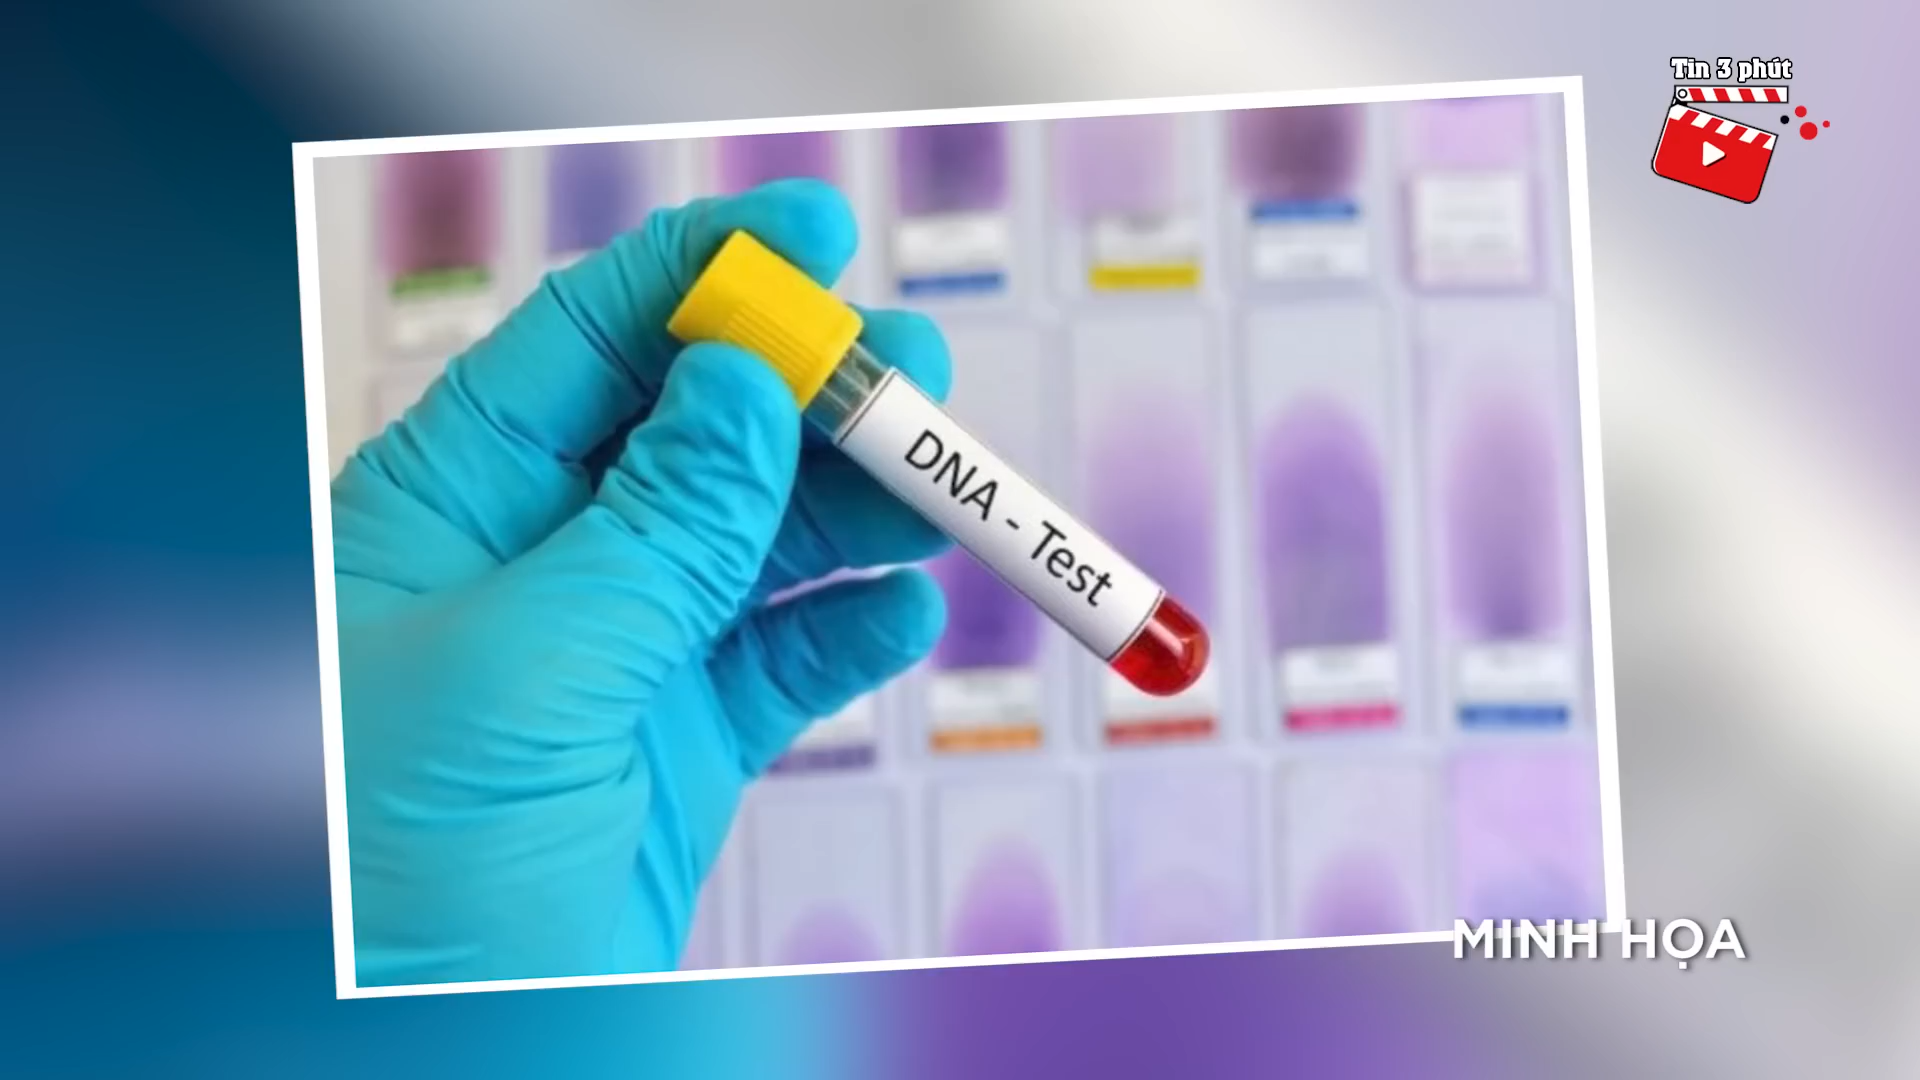 Tin 3 phút
DNA - Test
MINH HỌA